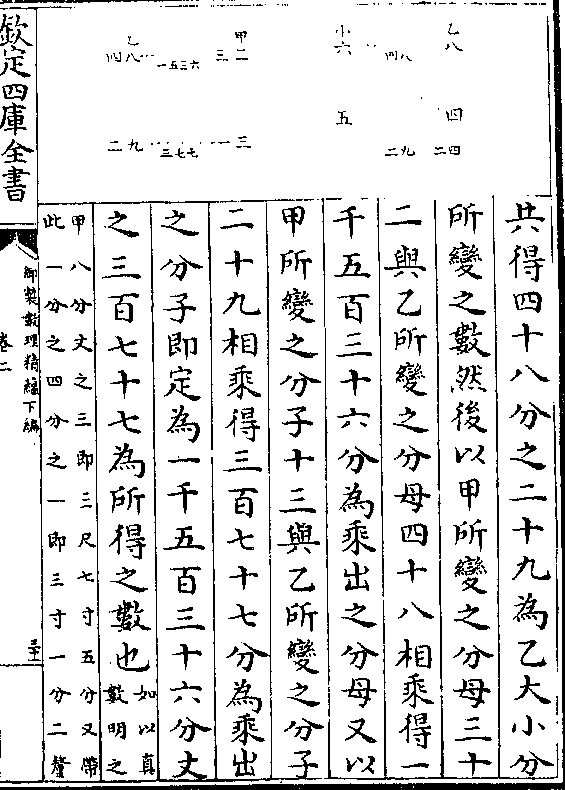 乙八
四八
小六
四
二四
二九
五
甲三二
一五三六
乙四八
一三
三七七
二九
共得四十八分之二十九為乙大小分
所變之數然後以甲所變之分母三十
二與乙所變之分母四十八相乘得一
千五百三十六分為乘出之分母又以
甲所變之分子十三與乙所變之分子
二十九相乘得三百七十七分為乘出
之分子即定為一千五百三十六分丈
之三百七十七為所得之數也
如以真
數明之
甲八分丈之三即三尺七寸五分又帶
此一分之四分之一即三寸一分二釐
欽定四庫全書
御製數理精蘊下編
卷二